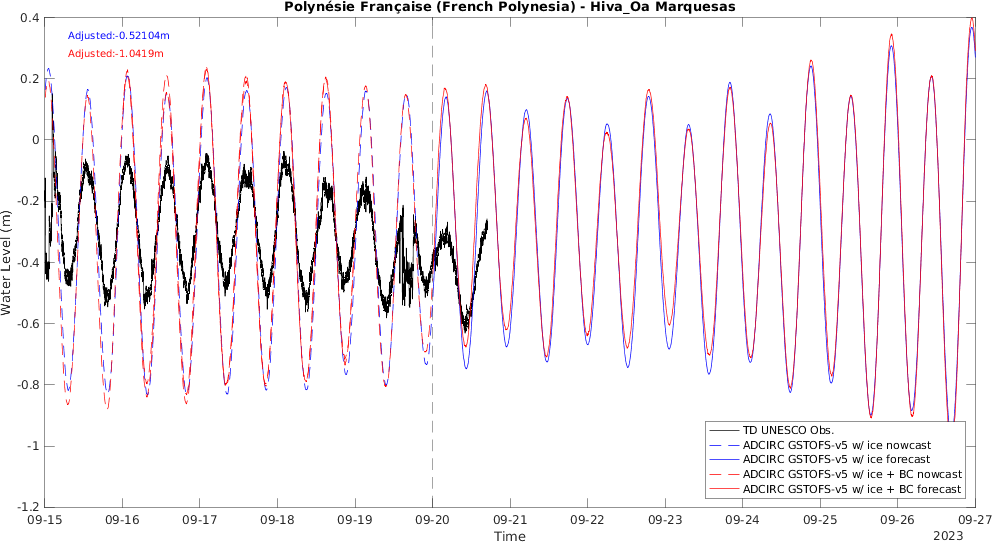 Polynésie Française (French Polynesia) - Hiva_Oa Marquesas
Adjusted:-0.52104m
Adjusted:-1.0419m
0.4
0.2
0
-0.2
-0.4
-0.6
-0.8
-1
-1.2
Water Level (m)
TD UNESCO Obs.
ADCIRC GSTOFS-v5 w/ ice nowcast
ADCIRC GSTOFS-v5 w/ ice forecast
ADCIRC GSTOFS-v5 w/ ice + BC nowcast
ADCIRC GSTOFS-v5 w/ ice + BC forecast
09-15 09-16 09-17 09-18 09-19 09-20 09-21 09-22 09-23 09-24 09-25 09-26 09-27
Time
2023